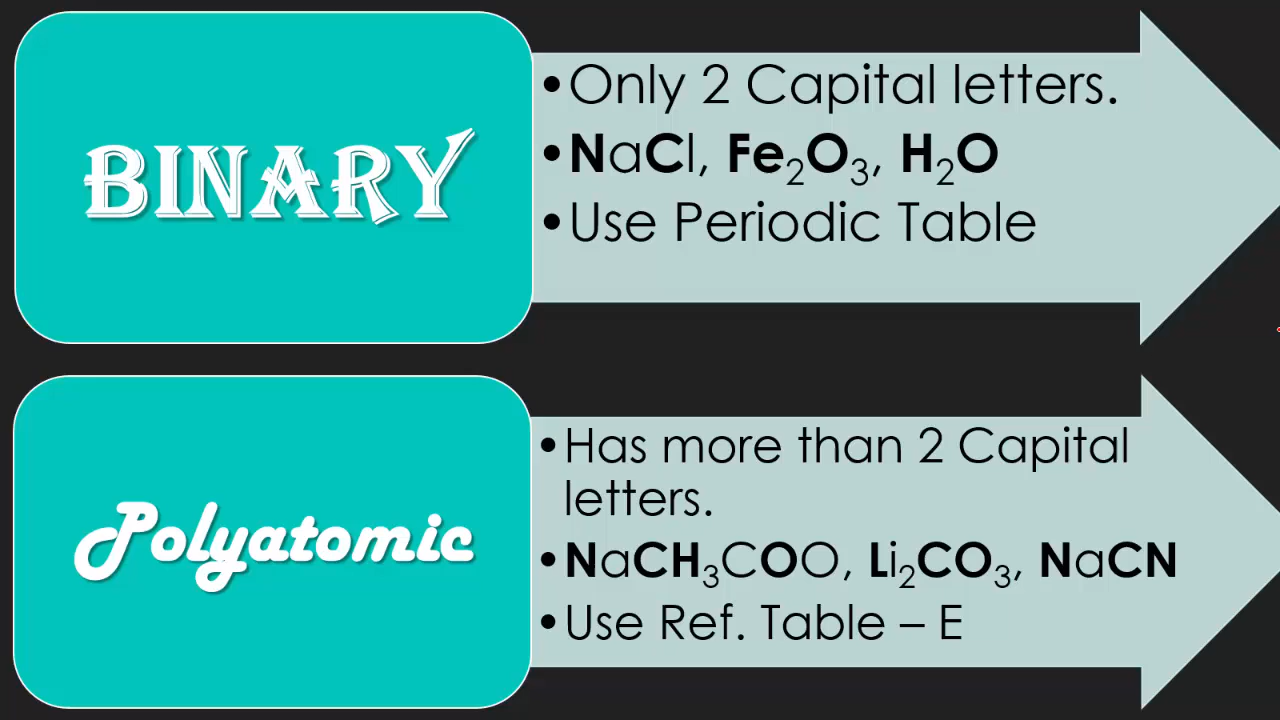 BINARY
•Only 2 Capital letters.
•NaCl, Fe₂O₃, H₂O
•Use Periodic Table
Polyatomic
•Has more than 2 Capital
letters.
•NaCH₃COO, Li₂CO₃, NaCN
•Use Ref. Table – E